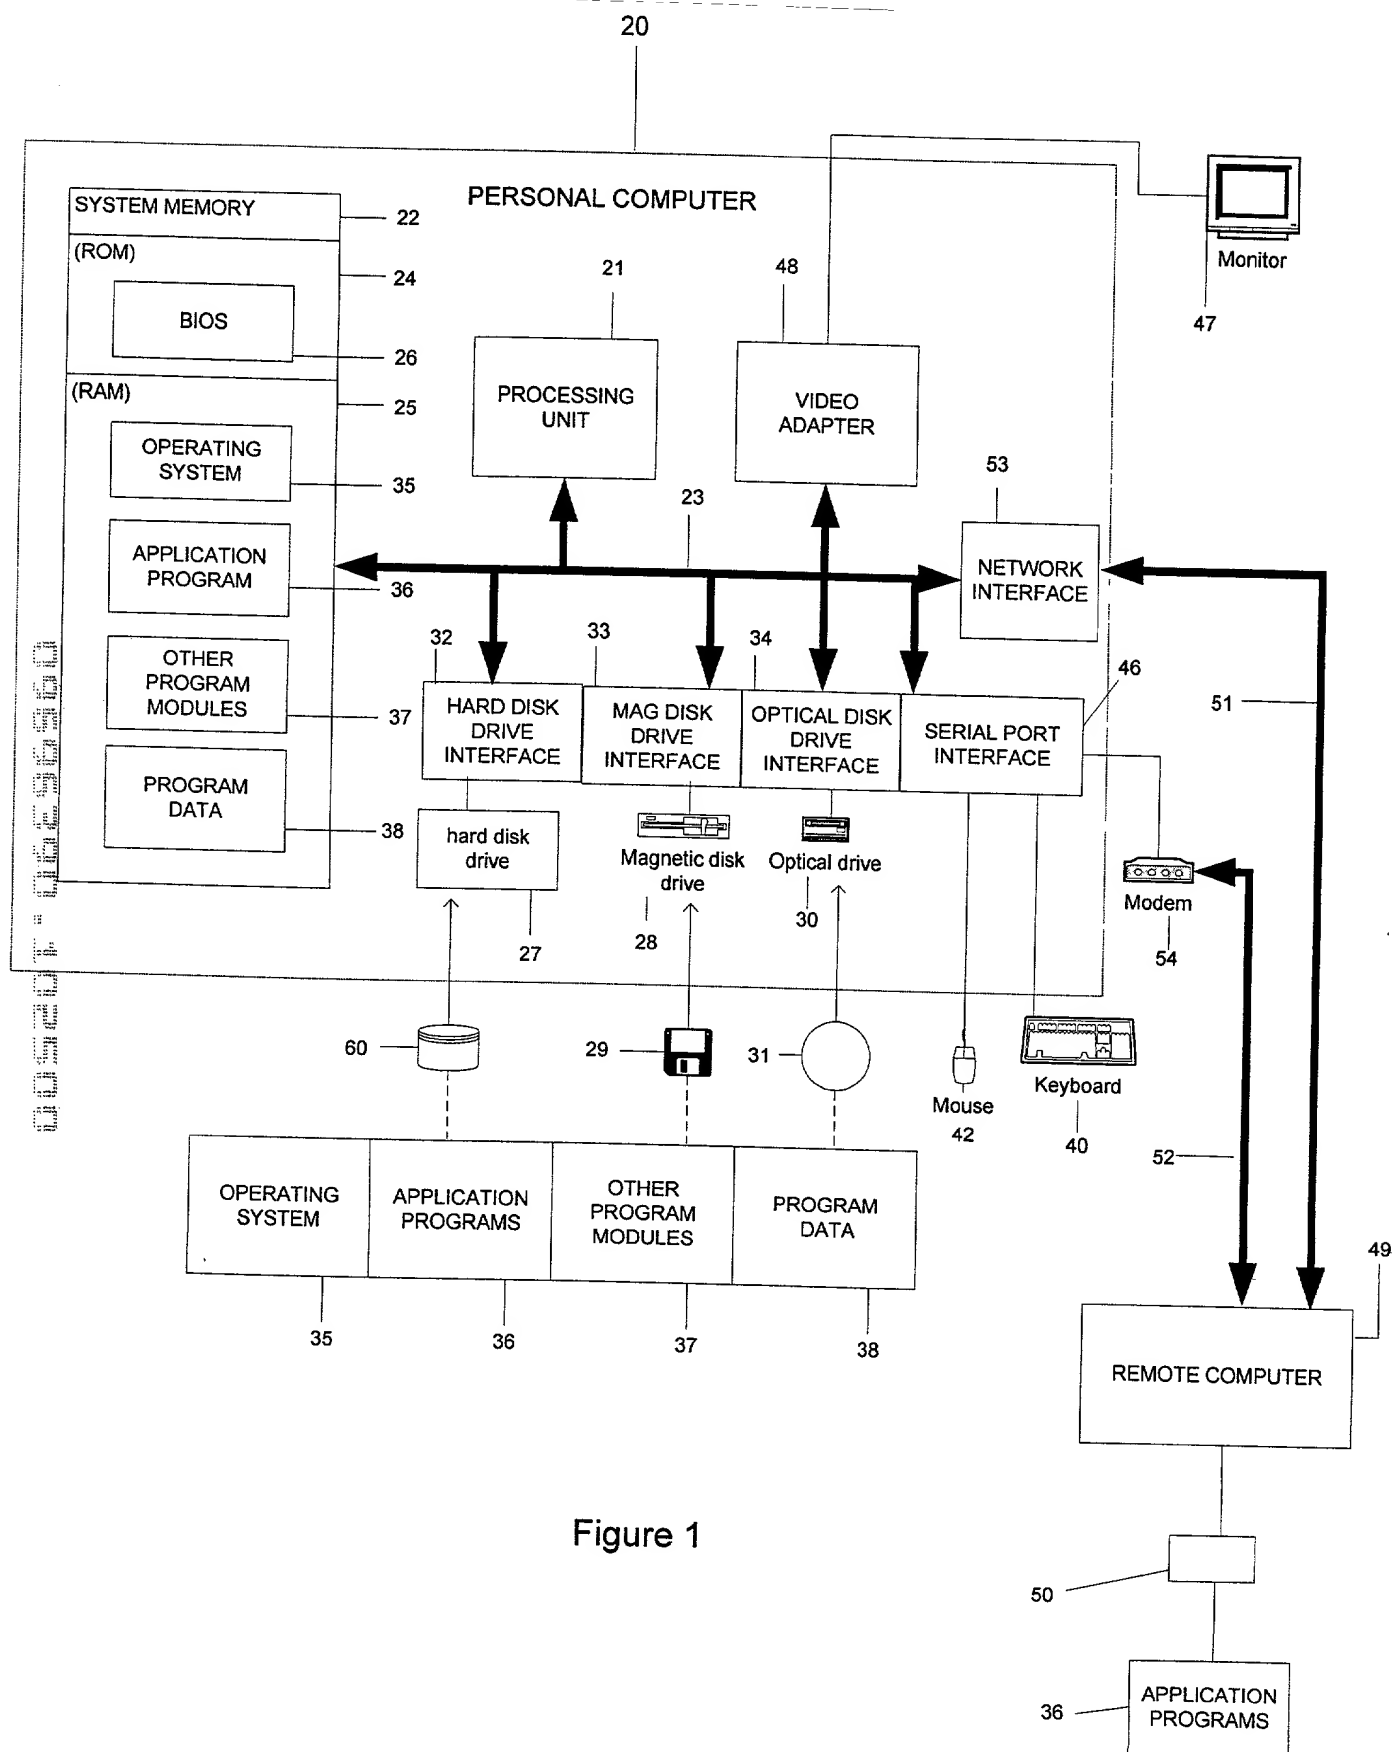 20
PERSONAL COMPUTER
SYSTEM MEMORY
22
(ROM)
24
BIOS
26
(RAM)
25
OPERATING
SYSTEM
35
APPLICATION
PROGRAM
36
OTHER
PROGRAM
MODULES
37
PROGRAM
DATA
38
21
PROCESSING
UNIT
48
VIDEO
ADAPTER
Monitor
47
23
53
NETWORK
INTERFACE
32
HARD DISK
DRIVE
INTERFACE
33
MAG DISK
DRIVE
INTERFACE
34
OPTICAL DISK
DRIVE
INTERFACE
46
SERIAL PORT
INTERFACE
51
hard disk
drive
27
Magnetic disk
drive
28
Optical drive
30
Modem
54
60
29
31
Mouse
42
Keyboard
40
52
OPERATING
SYSTEM
APPLICATION
PROGRAMS
OTHER
PROGRAM
MODULES
PROGRAM
DATA
35
36
37
38
49
REMOTE COMPUTER
50
36
APPLICATION
PROGRAMS
Figure 1